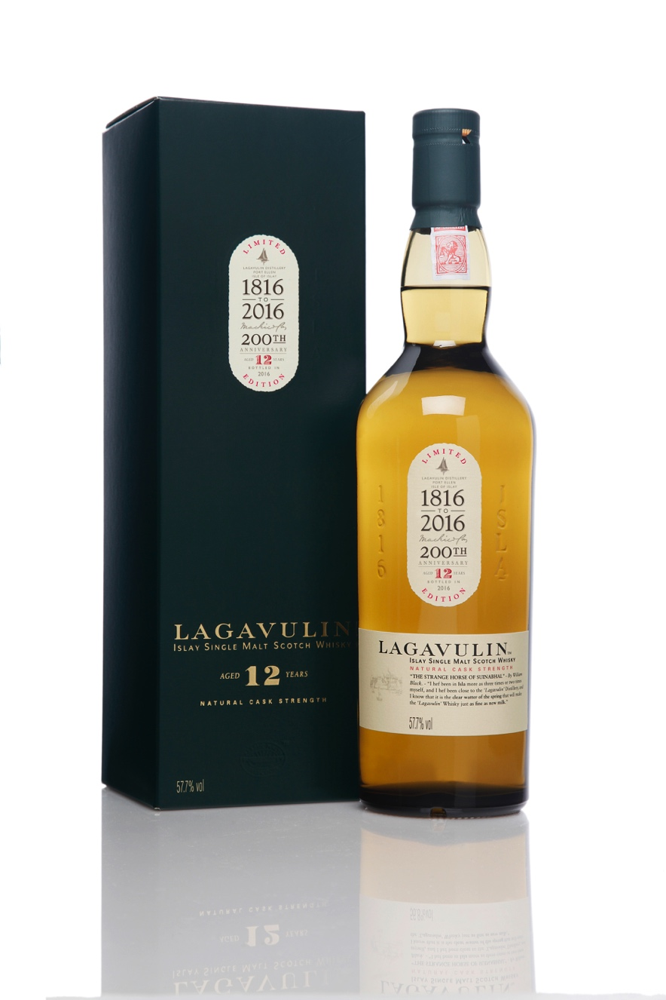 LIMITED
LAGAVULIN DISTILLERY
PORT ELLEN
ISLE OF ISLAY
1816
TO
2016
200TH
ANNIVERSARY
AGED 12 YEARS
BOTTLED IN
2016
EDITION
LAGAVULIN
ISLAY SINGLE MALT SCOTCH WHISKY
AGED 12 YEARS
NATURAL CASK STRENGTH
57.7% vol
LIMITED
LAGAVULIN DISTILLERY
PORT ELLEN
ISLE OF ISLAY
1816
TO
2016
200TH
ANNIVERSARY
AGED 12 YEARS
BOTTLED IN
2016
EDITION
1816
ISLA
LAGAVULIN™
ISLAY SINGLE MALT SCOTCH WHISKY
NATURAL CASK STRENGTH
"THE STRANGE HORSE OF SUINABHAL" - By William
Black. - "I hef been in Isla more as three times or two times
myself, and I hef been close to the 'Lagavulin' Distillery, and
I know that it is the clear watter of the spring that will make
the 'Lagavulin' Whisky just as fine as new milk."
57.7% vol